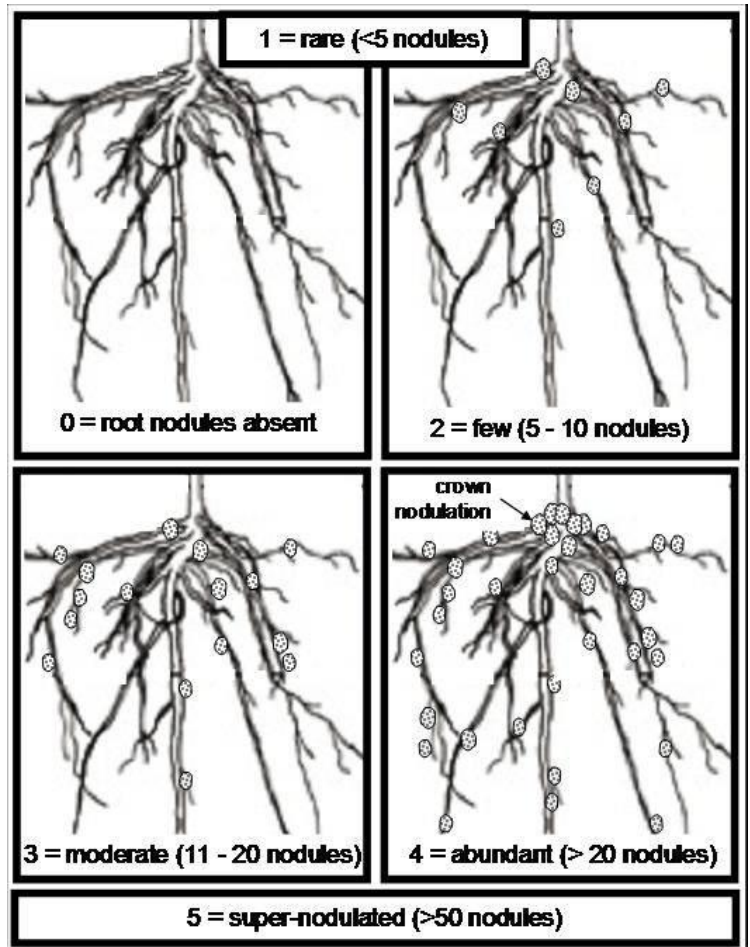 1 = rare (<5 nodules)
0 = root nodules absent
2 = few (5 - 10 nodules)
crown
nodulation
3 = moderate (11 - 20 nodules)
4 = abundant (> 20 nodules)
5 = super-nodulated (>50 nodules)